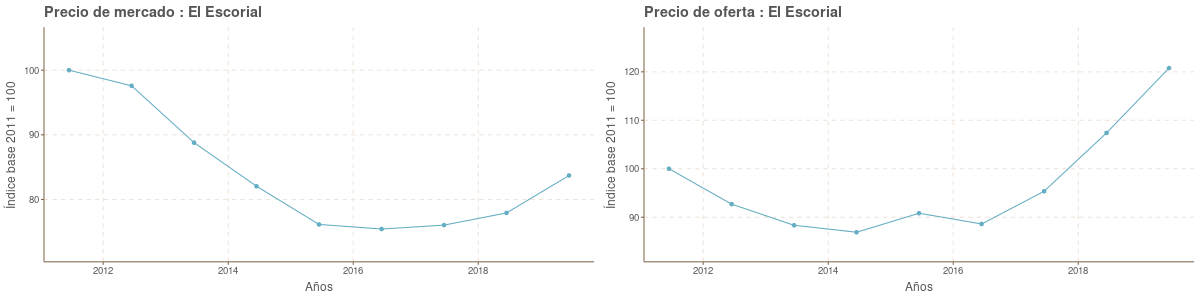 Precio de mercado : El Escorial
Índice base 2011 = 100
100
90
80
2012
2014
2016
2018
Años
Precio de oferta : El Escorial
Índice base 2011 = 100
120
110
100
90
2012
2014
2016
2018
Años